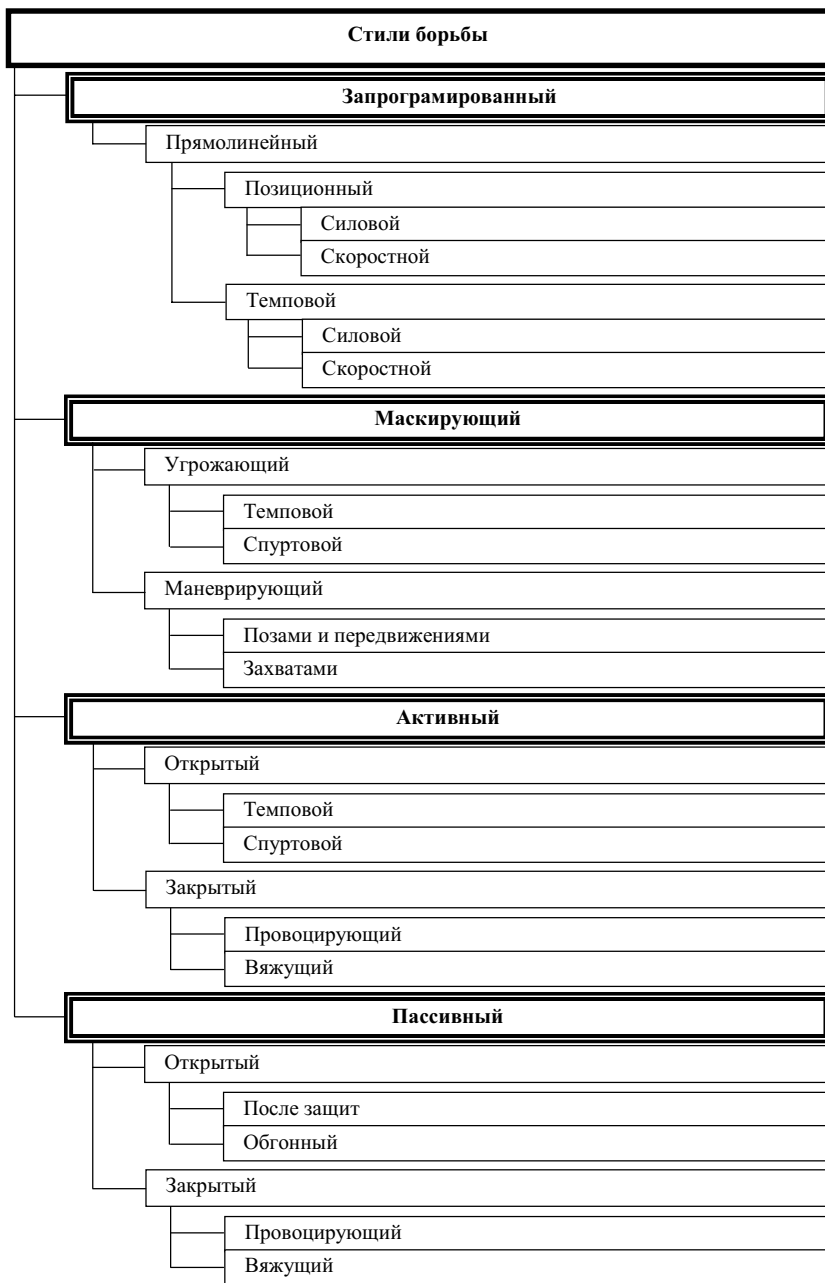 Стили борьбы
Запрограмированный
Прямолинейный
Позиционный
Силовой
Скоростной
Темповой
Силовой
Скоростной
Маскирующий
Угрожающий
Темповой
Спуртовой
Маневрирующий
Позами и передвижениями
Захватами
Активный
Открытый
Темповой
Спуртовой
Закрытый
Провоцирующий
Вяжущий
Пассивный
Открытый
После защит
Обгонный
Закрытый
Провоцирующий
Вяжущий